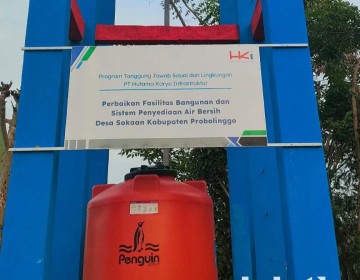 HKi
Program Tanggung Jawab Sosial dan Lingkungan
PT Hutama Karya Infrastruktur
Perbaikan Fasilitas Bangunan dan
Sistem Penyediaan Air Bersih
Desa Sokaan Kabupaten Probolinggo
Penguin